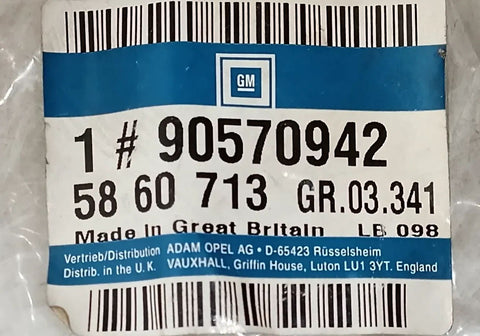 GM
1 # 90570942
58 60 713 GR.03.341
Made in Great Britain LB 098
Vertrieb/Distribution ADAM OPEL AG • D-65423 Rüsselsheim
Distrib. in the U.K. VAUXHALL, Griffin House, Luton LU1 3YT. England